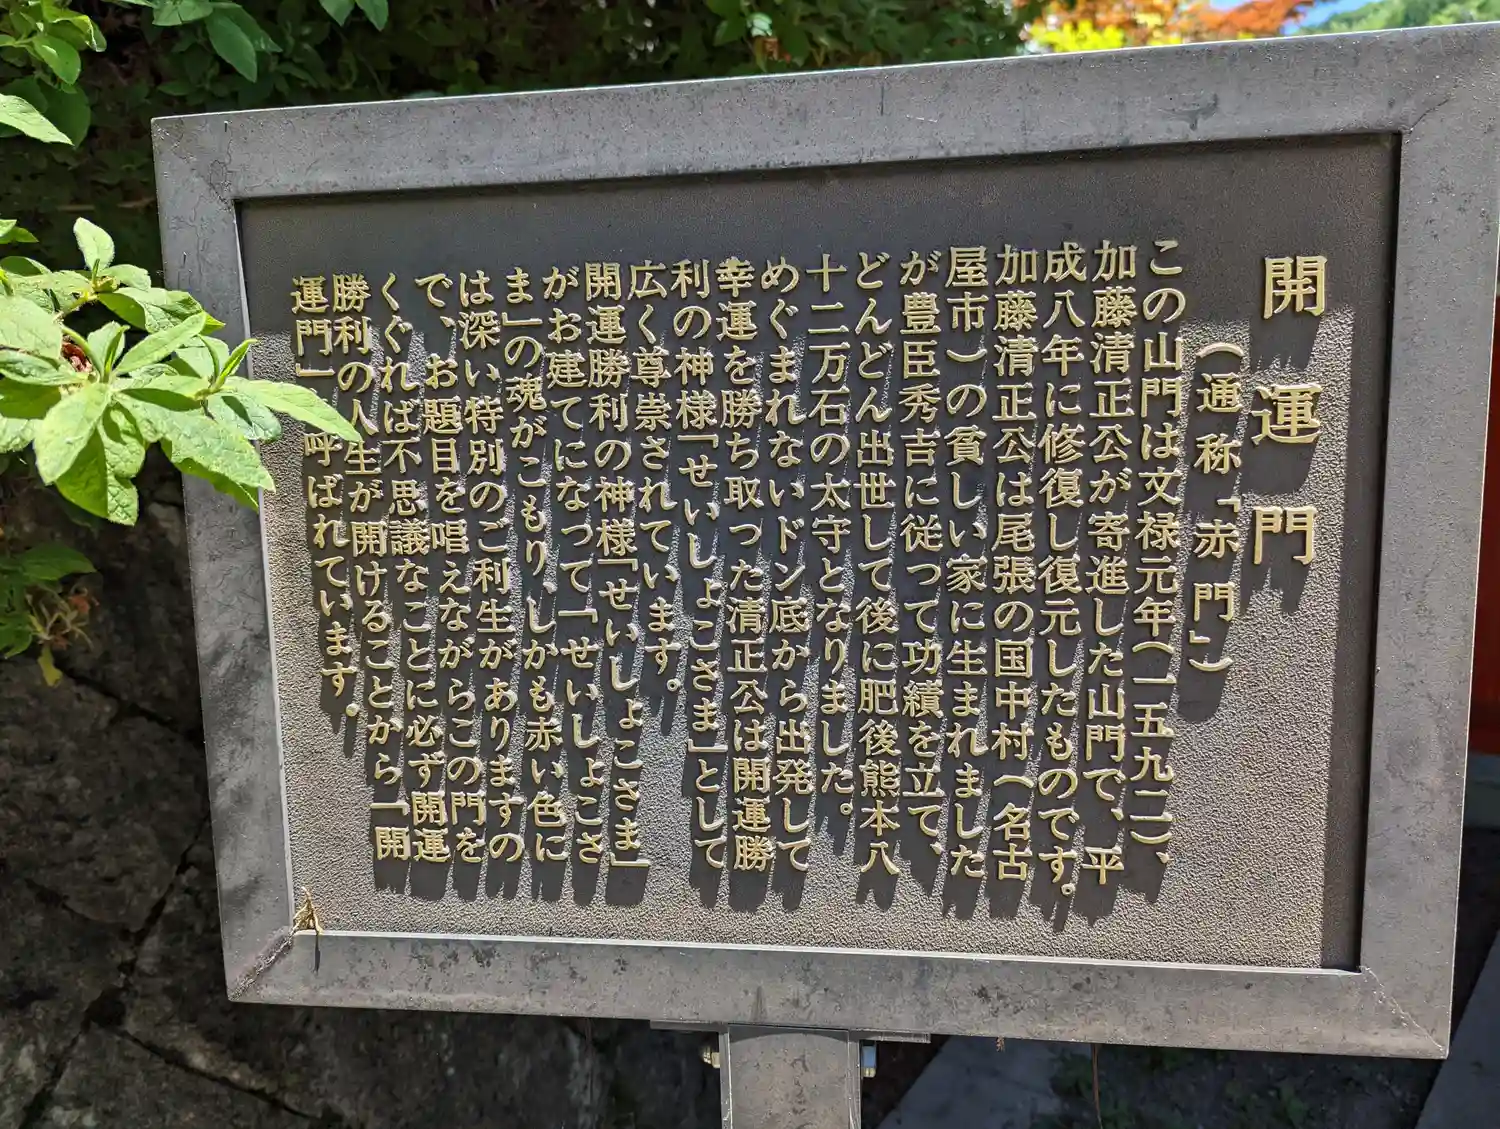 開運門
（通称「赤門」）
この山門は文禄元年（一五九二）、
加藤清正公が寄進した山門で、平
成八年に修復し復元したものです。
加藤清正公は尾張の国中村（名古
屋市）の貧しい家に生まれました
が豊臣秀吉に従って功績を立て、
どんどん出世して後に肥後熊本八
十二万石の太守となりました。
めぐまれないドン底から出発して
幸運を勝ち取った清正公は開運勝
利の神様「せいしょこさま」として
広く尊崇されています。
開運勝利の神様「せいしょこさま」
がお建てになって「せいしょこさ
ま」の魂がこもり、しかも赤い色に
は深い特別のご利生がありますの
で、お題目を唱えながらこの門を
くぐれば不思議なことに必ず開運
勝利の人生が開けることから「開
運門」呼ばれています。